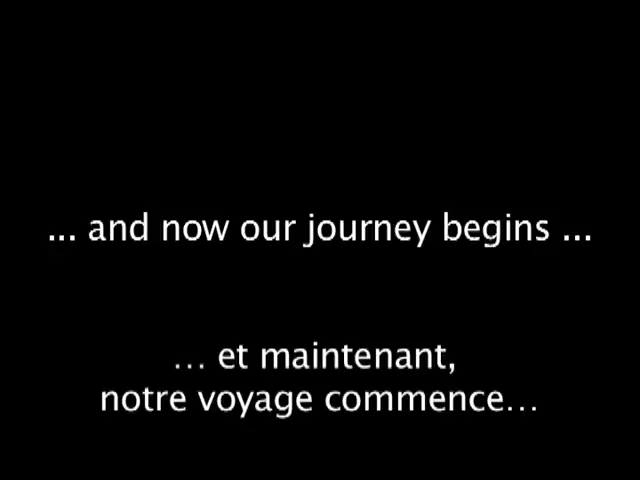 ... and now our journey begins ...
… et maintenant,
notre voyage commence…